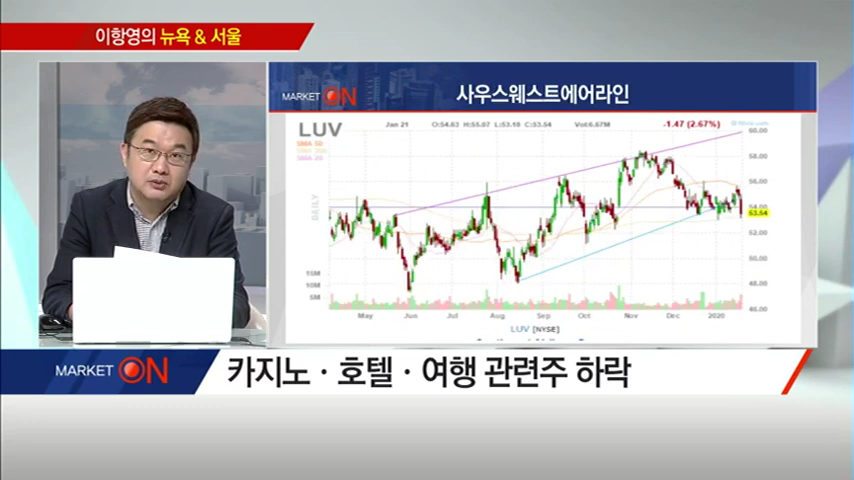 이항영의 뉴욕 & 서울
MARKET ON
사우스웨스트에어라인
LUV
Jan 21 O:54.63 H:55.07 L:53.18 C:53.54 Vol:6.67M -1.47 (2.67%)
SMA 50
SMA 200
SMA 20
DAILY
60.00
58.00
56.00
54.00
53.54
52.00
50.00
48.00
46.00
15M
10M
5M
May Jun Jul Aug Sep Oct Nov Dec 2020
LUV [NYSE]
MARKET ON
카지노 · 호텔 · 여행 관련주 하락